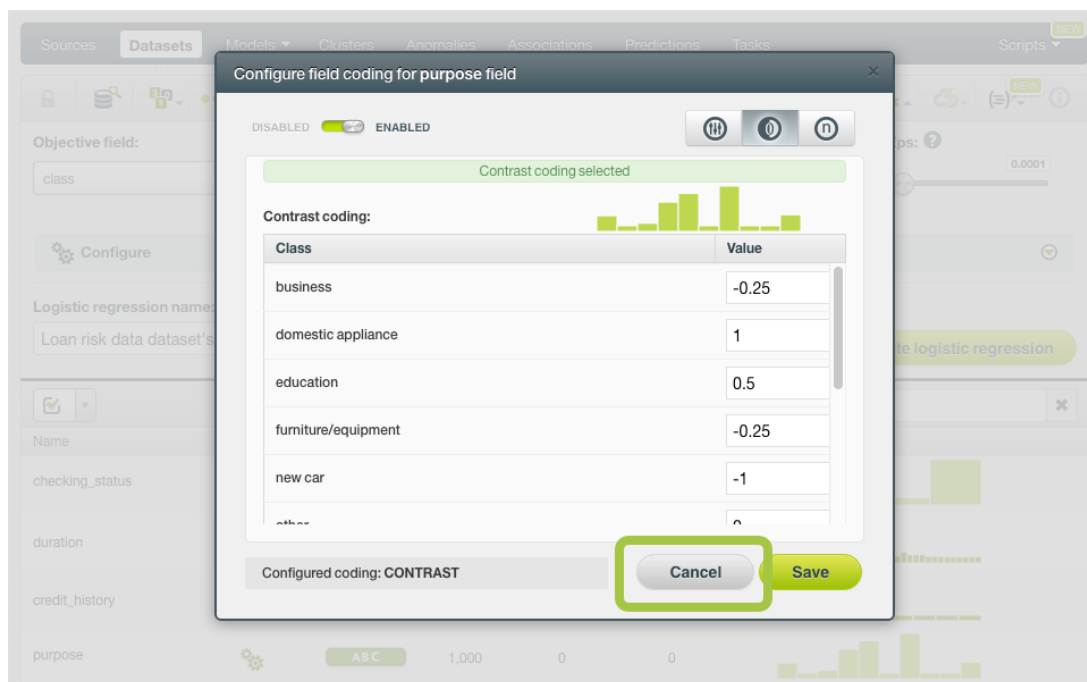 Sources Datasets Models Clusters Anomalies Associations Predictions Tasks Scripts NEW
Configure field coding for purpose field
NEW
DISABLED ENABLED
Objective field:
class
0.0001
Contrast coding selected
Contrast coding:
Class Value
Configure
business -0.25
Logistic regression name:
domestic appliance 1
Loan risk data dataset's
logistic regression
education 0.5
furniture/equipment -0.25
Name
new car -1
checking_status
other 0
duration
Configured coding: CONTRAST Cancel Save
credit_history
purpose ABC 1,000 0 0